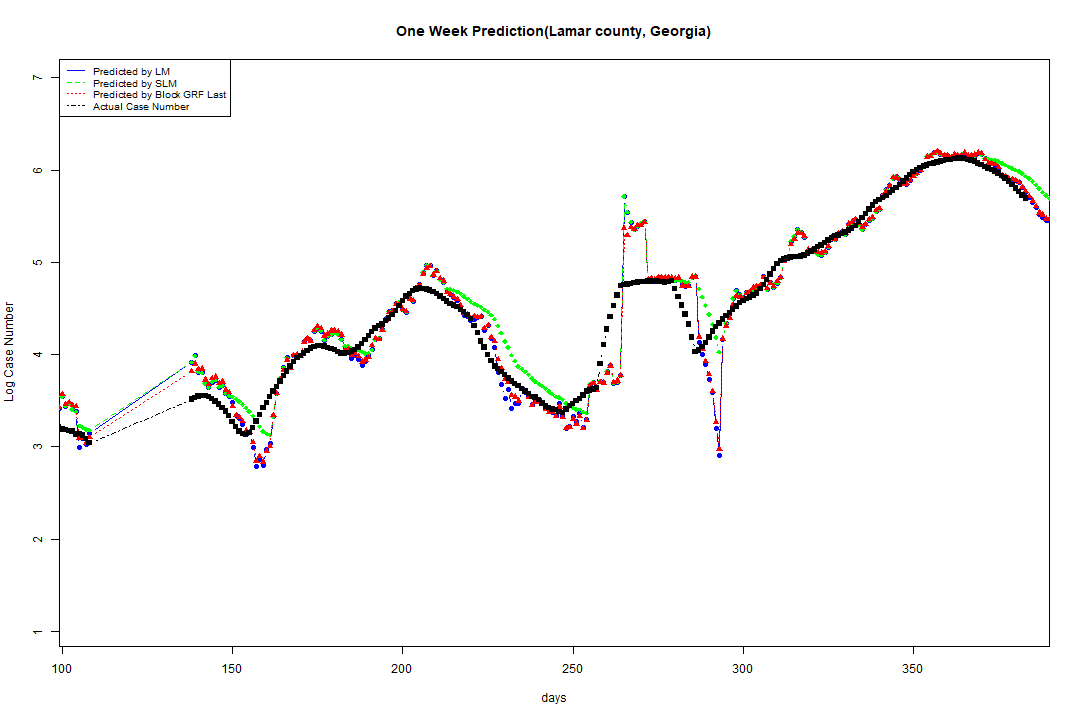 One Week Prediction(Lamar county, Georgia)
Predicted by LM
Predicted by SLM
Predicted by Block GRF Last
Actual Case Number
7
6
5
4
3
2
1
Log Case Number
100 150 200 250 300 350
days